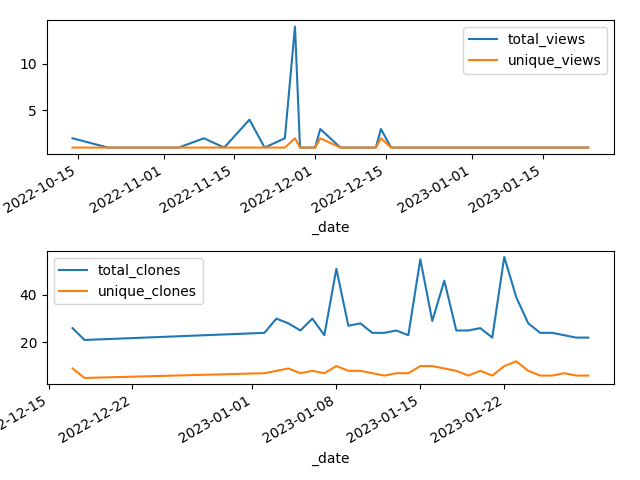 total_views
unique_views
10
5
2022-10-15
2022-11-01
2022-11-15
2022-12-01
2022-12-15
2023-01-01
2023-01-15
_date
total_clones
unique_clones
40
20
2-12-15
2022-12-22
2023-01-01
2023-01-08
2023-01-15
2023-01-22
_date